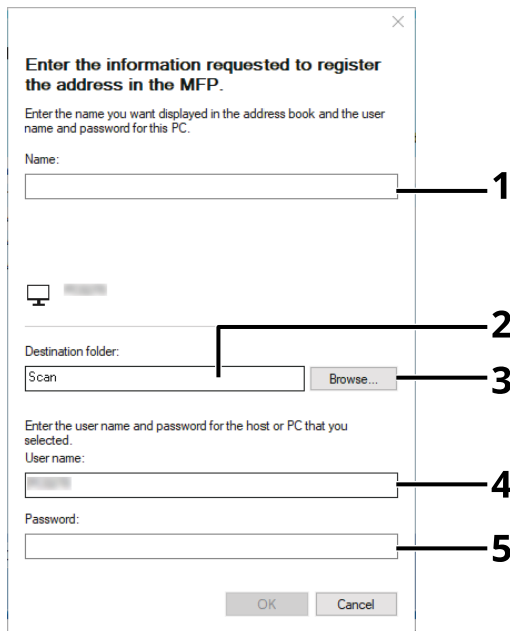 Enter the information requested to register
the address in the MFP.
Enter the name you want displayed in the address book and the user
name and password for this PC.
Name:
1
2
Destination folder:
Scan
Browse...
3
Enter the user name and password for the host or PC that you
selected.
User name:
4
Password:
5
OK
Cancel